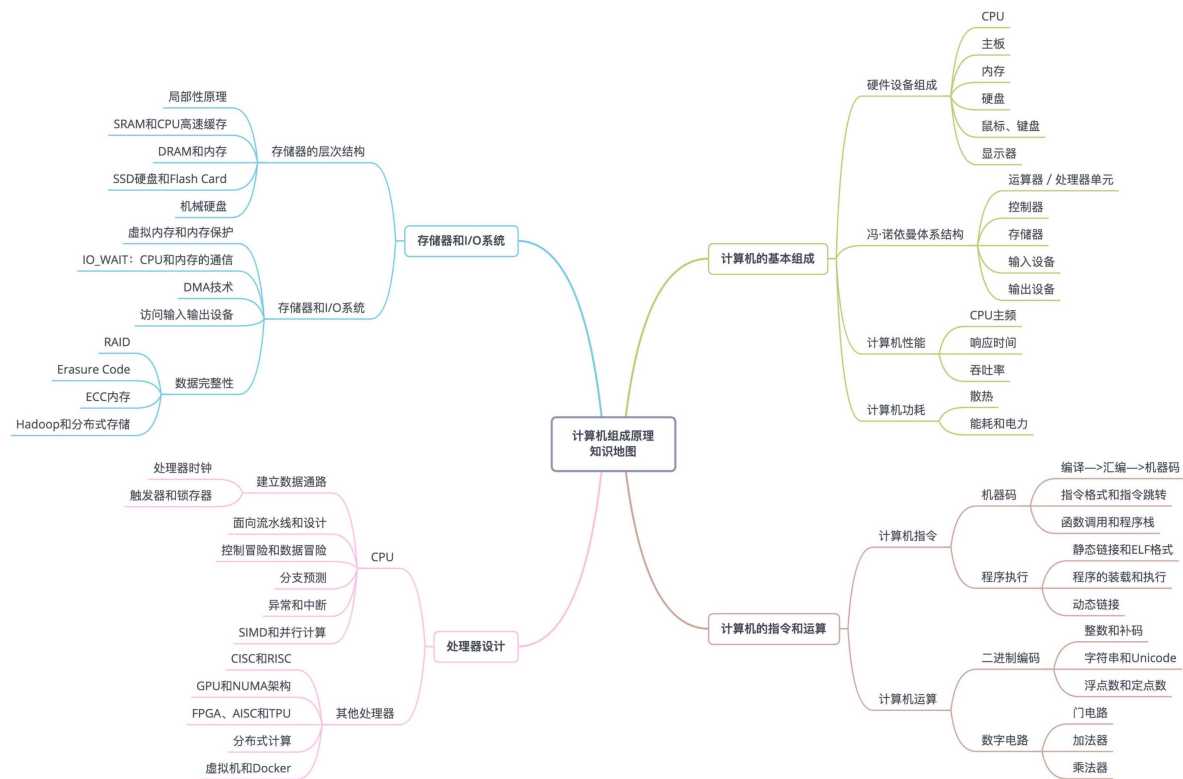 计算机组成原理
知识地图
计算机的基本组成
硬件设备组成
CPU
主板
内存
硬盘
鼠标、键盘
显示器
冯·诺依曼体系结构
运算器 / 处理器单元
控制器
存储器
输入设备
输出设备
计算机性能
CPU主频
响应时间
吞吐率
计算机功耗
散热
能耗和电力
计算机的指令和运算
计算机指令
机器码
编译—>汇编—>机器码
指令格式和指令跳转
函数调用和程序栈
程序执行
静态链接和ELF格式
程序的装载和执行
动态链接
计算机运算
二进制编码
整数和补码
字符串和Unicode
浮点数和定点数
数字电路
门电路
加法器
乘法器
存储器和I/O系统
存储器的层次结构
局部性原理
SRAM和CPU高速缓存
DRAM和内存
SSD硬盘和Flash Card
机械硬盘
存储器和I/O系统
虚拟内存和内存保护
IO_WAIT：CPU和内存的通信
DMA技术
访问输入输出设备
数据完整性
RAID
Erasure Code
ECC内存
Hadoop和分布式存储
处理器设计
CPU
建立数据通路
处理器时钟
触发器和锁存器
面向流水线和设计
控制冒险和数据冒险
分支预测
异常和中断
SIMD和并行计算
其他处理器
CISC和RISC
GPU和NUMA架构
FPGA、AISC和TPU
分布式计算
虚拟机和Docker